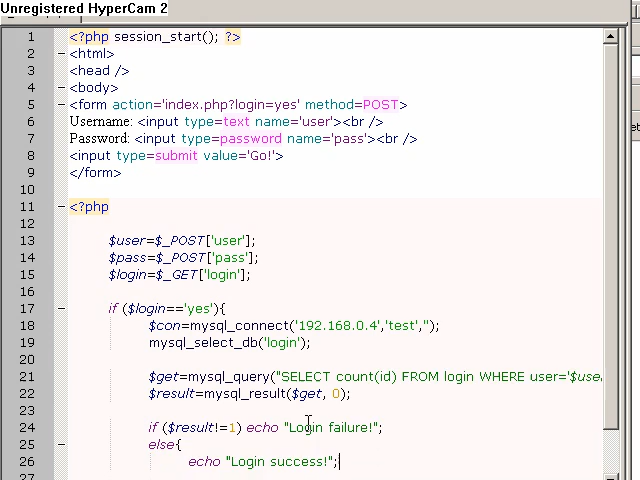 Unregistered HyperCam 2
1 <?php session_start(); ?>
2 <html>
3 <head />
4 <body>
5 <form action='index.php?login=yes' method=POST>
6 Username: <input type=text name='user'><br />
7 Password: <input type=password name='pass'><br />
8 <input type=submit value='Go!'>
9 </form>
10
11 <?php
12
13 $user=$_POST['user'];
14 $pass=$_POST['pass'];
15 $login=$_GET['login'];
16
17 if ($login=='yes'){
18 $con=mysql_connect('192.168.0.4','test','');
19 mysql_select_db('login');
20
21 $get=mysql_query("SELECT count(id) FROM login WHERE user='$use
22 $result=mysql_result($get, 0);
23
24 if ($result!=1) echo "Login failure!";
25 else{
26 echo "Login success!";
27